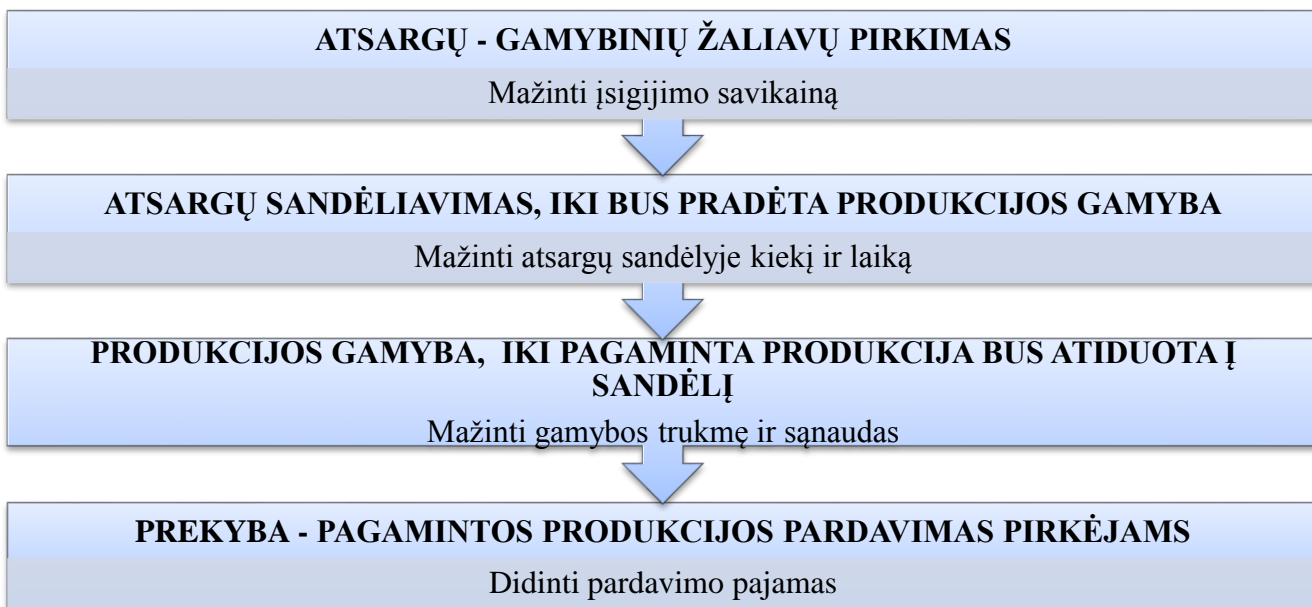 ATSARGŲ - GAMYBINIŲ ŽALIAVŲ PIRKIMAS
Mažinti įsigijimo savikainą
ATSARGŲ SANDĖLIAVIMAS, IKI BUS PRADĖTA PRODUKCIJOS GAMYBA
Mažinti atsargų sandėlyje kiekį ir laiką
PRODUKCIJOS GAMYBA, IKI PAGAMINTA PRODUKCIJA BUS ATIDUOTA Į
SANDĖLĮ
Mažinti gamybos trukmę ir sąnaudas
PREKYBA - PAGAMINTOS PRODUKCIJOS PARDAVIMAS PIRKĖJAMS
Didinti pardavimo pajamas